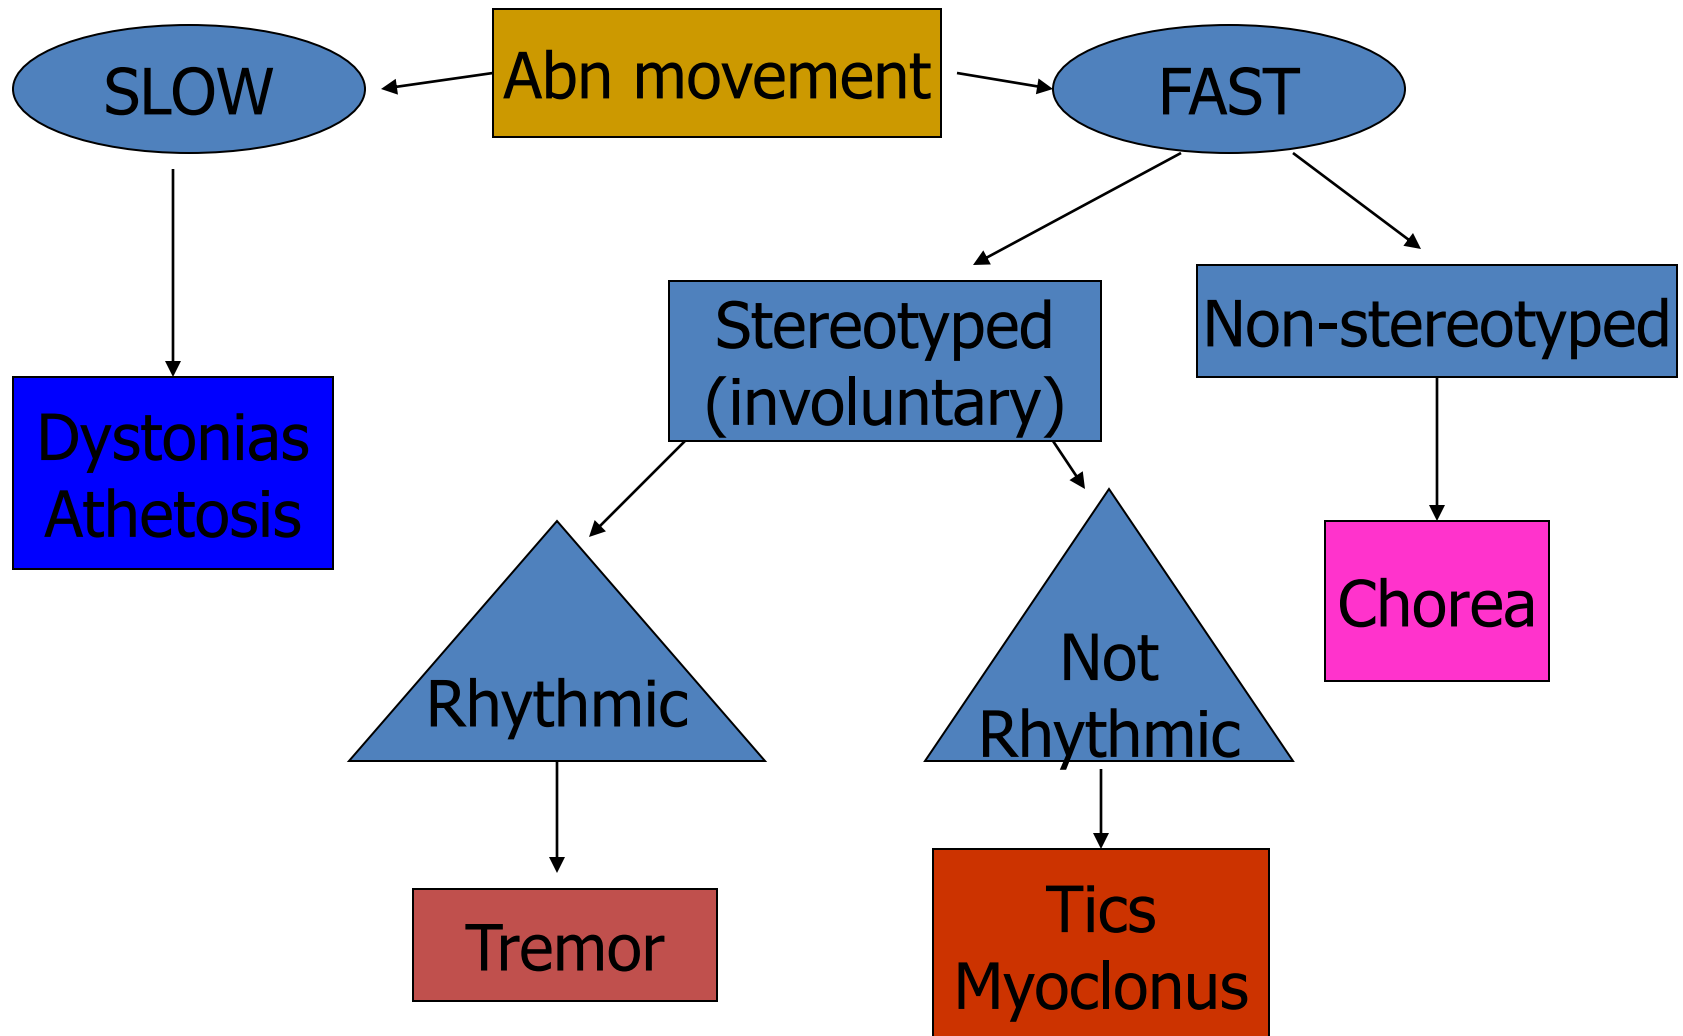 SLOW
Abn movement
FAST
Stereotyped
(involuntary)
Non-stereotyped
Dystonias
Athetosis
Rhythmic
Not
Rhythmic
Chorea
Tremor
Tics
Myoclonus